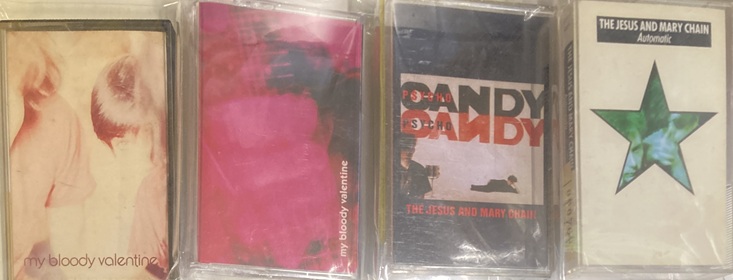 my bloody valentine
my bloody valentine
PSYCHO
CANDY
PSYCHO
CANDY
THE JESUS AND MARY CHAIN
THE JESUS AND MARY CHAIN
Automatic